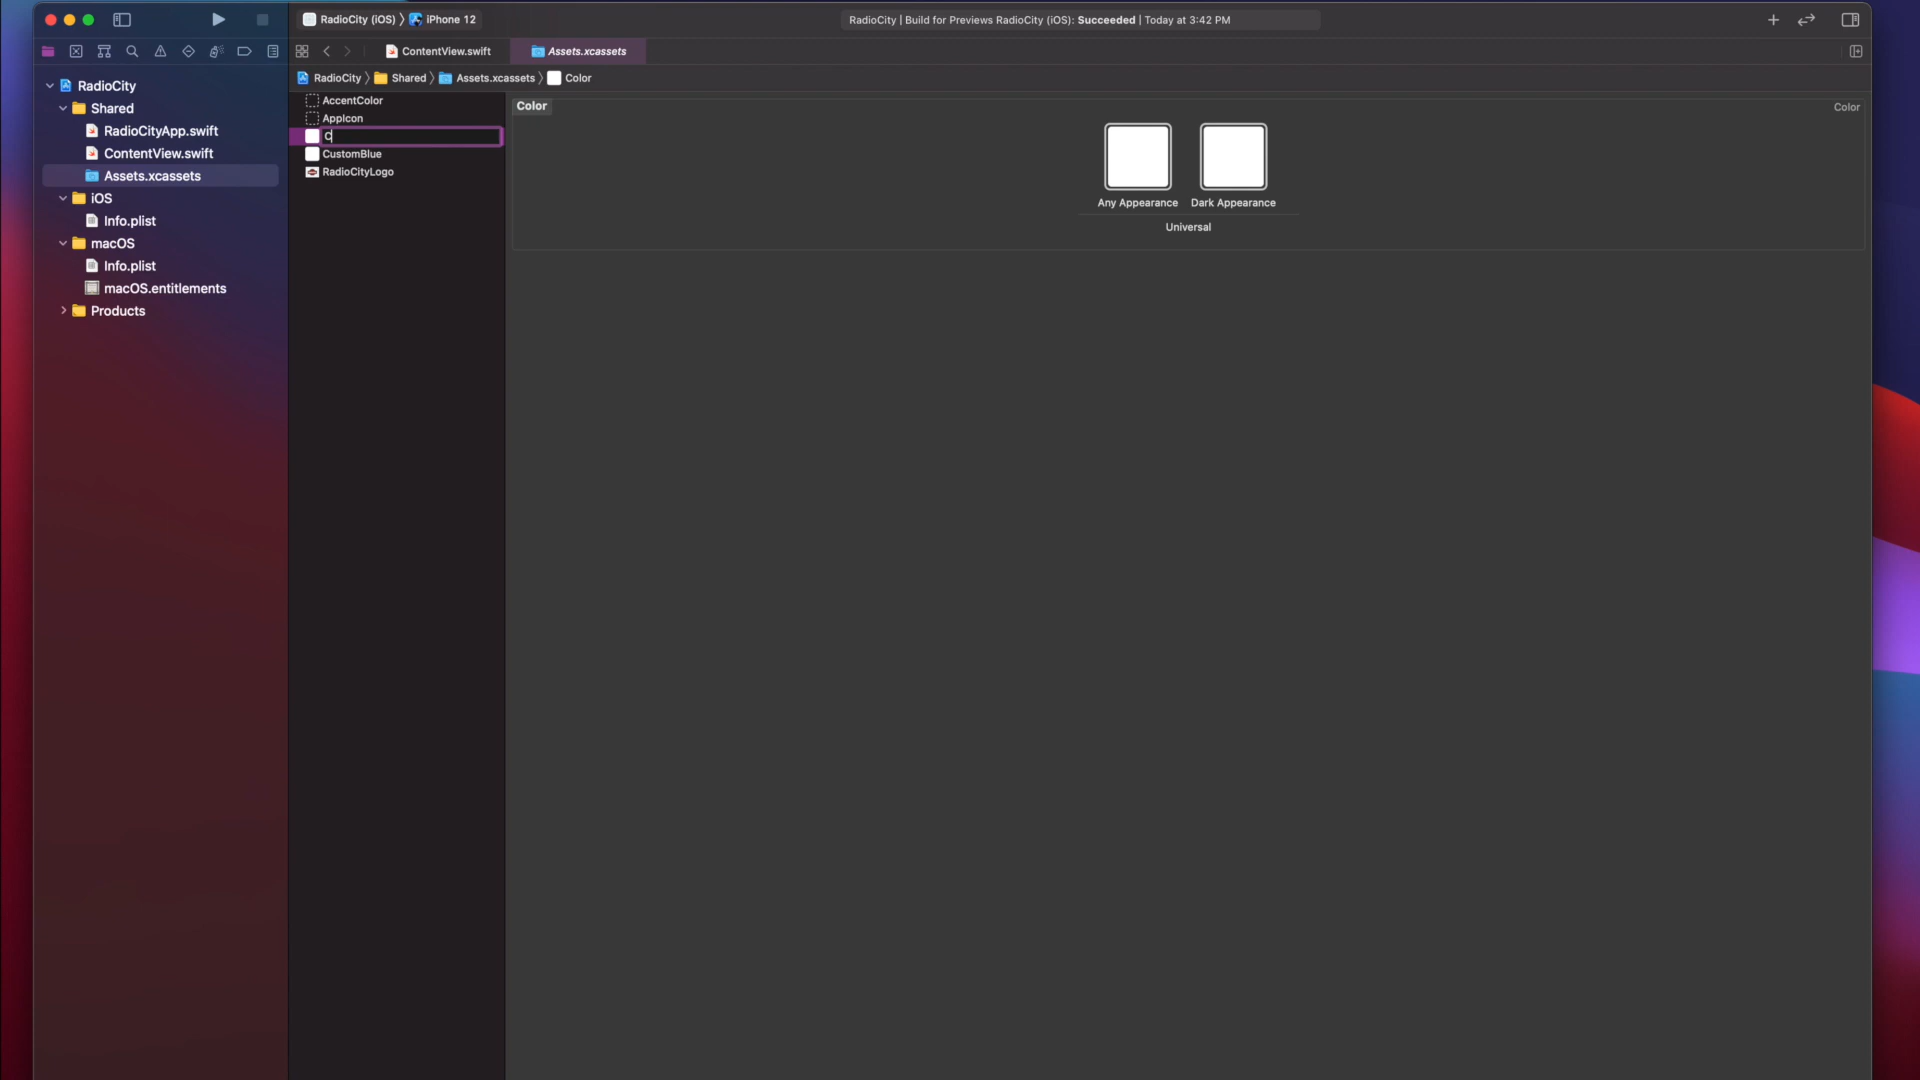 RadioCity (iOS) 〉 iPhone 12
RadioCity | Build for Previews RadioCity (iOS): Succeeded | Today at 3:42 PM
ContentView.swift
Assets.xcassets
RadioCity 〉 Shared 〉 Assets.xcassets 〉 Color
RadioCity
Shared
RadioCityApp.swift
ContentView.swift
Assets.xcassets
iOS
Info.plist
macOS
Info.plist
macOS.entitlements
Products
AccentColor
AppIcon
C
CustomBlue
RadioCityLogo
Color
Color
Any Appearance
Dark Appearance
Universal